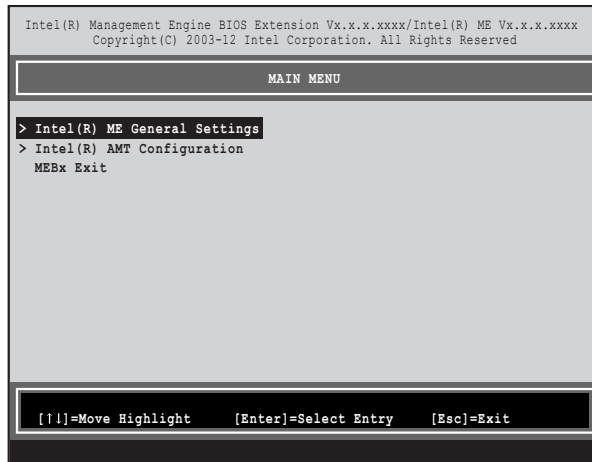 Intel(R) Management Engine BIOS Extension Vx.x.x.xxxx/Intel(R) ME Vx.x.x.xxxx
Copyright(C) 2003-12 Intel Corporation. All Rights Reserved
MAIN MENU
> Intel(R) ME General Settings
> Intel(R) AMT Configuration
MEBx Exit
[↑↓]=Move Highlight [Enter]=Select Entry [Esc]=Exit